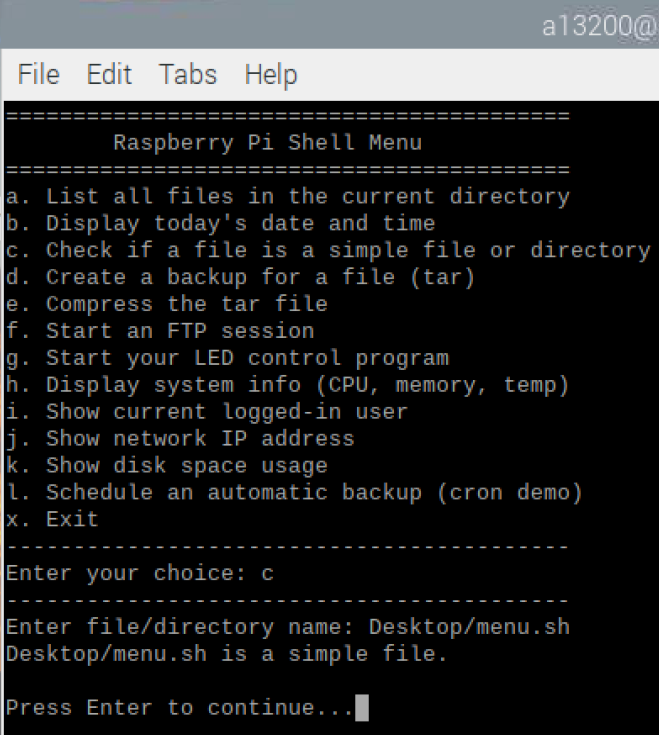 a13200@
File Edit Tabs Help
==========================================
Raspberry Pi Shell Menu
==========================================
a. List all files in the current directory
b. Display today's date and time
c. Check if a file is a simple file or directory
d. Create a backup for a file (tar)
e. Compress the tar file
f. Start an FTP session
g. Start your LED control program
h. Display system info (CPU, memory, temp)
i. Show current logged-in user
j. Show network IP address
k. Show disk space usage
l. Schedule an automatic backup (cron demo)
x. Exit
------------------------------------------
Enter your choice: c
------------------------------------------
Enter file/directory name: Desktop/menu.sh
Desktop/menu.sh is a simple file.
Press Enter to continue...